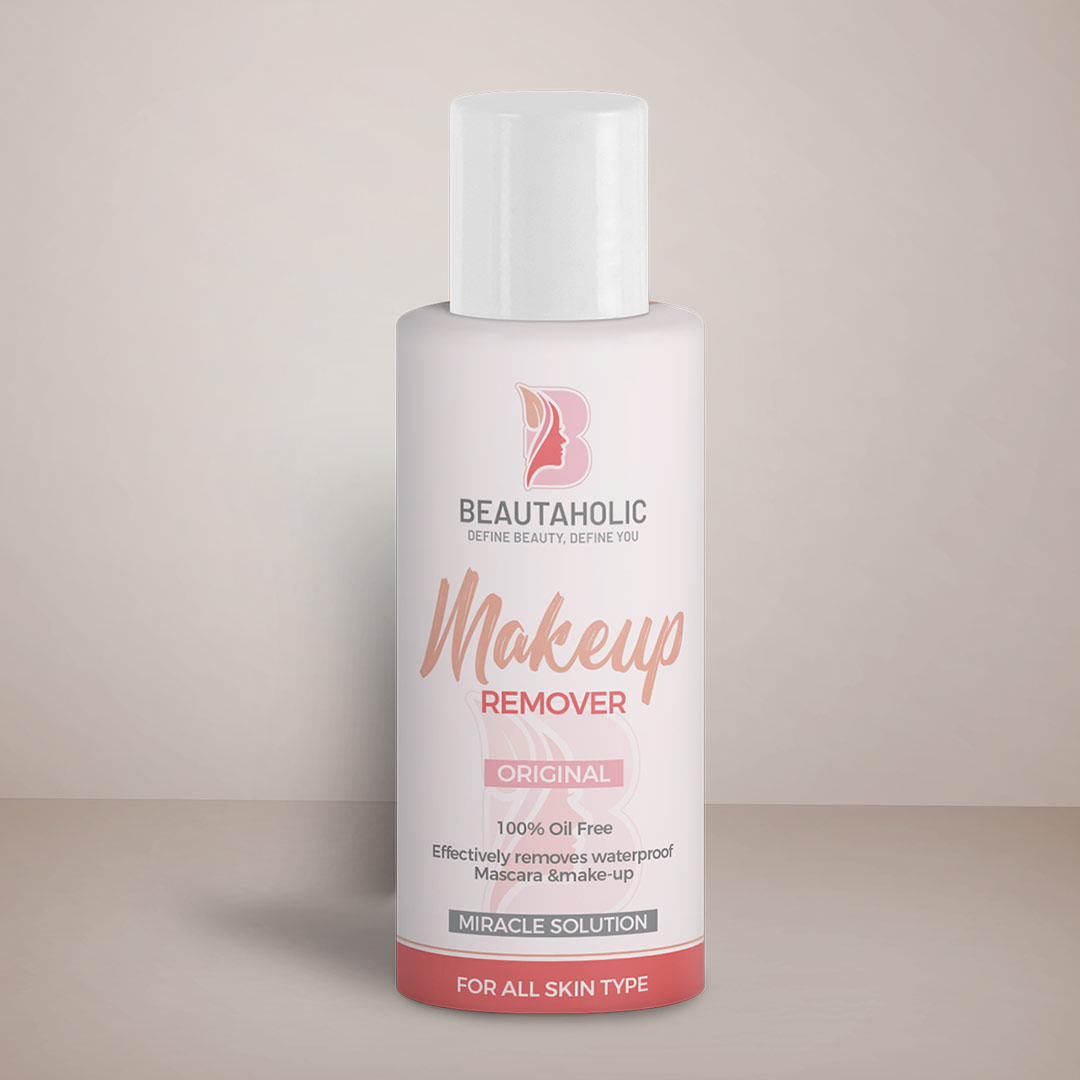 BEAUTAHOLIC
DEFINE BEAUTY, DEFINE YOU
Makeup
REMOVER
ORIGINAL
100% Oil Free
Effectively removes waterproof
Mascara &make-up
MIRACLE SOLUTION
FOR ALL SKIN TYPE